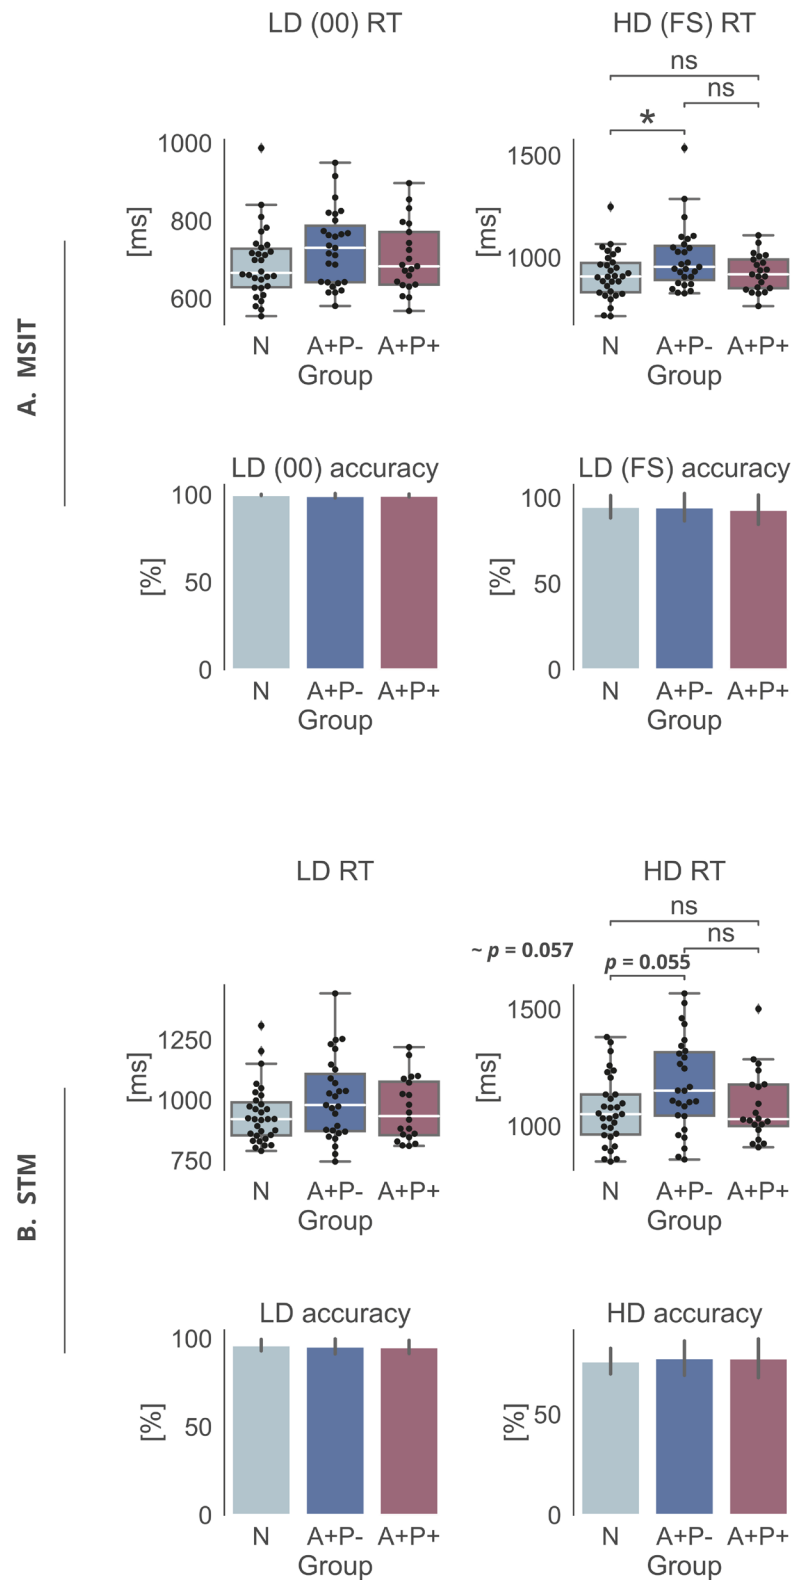 LD (00) RT
HD (FS) RT
ns
ns
*
1000
800
600
[ms]
N A+P- A+P+
Group
1500
1000
[ms]
N A+P- A+P+
Group
A. MSIT
LD (00) accuracy
100
50
0
[%]
N A+P- A+P+
Group
LD (FS) accuracy
100
50
0
[%]
N A+P- A+P+
Group
LD RT
HD RT
ns
ns
~ p = 0.057
p = 0.055
1250
1000
750
[ms]
N A+P- A+P+
Group
1500
1000
[ms]
N A+P- A+P+
Group
B. STM
LD accuracy
100
50
0
[%]
N A+P- A+P+
Group
HD accuracy
50
0
[%]
N A+P- A+P+
Group